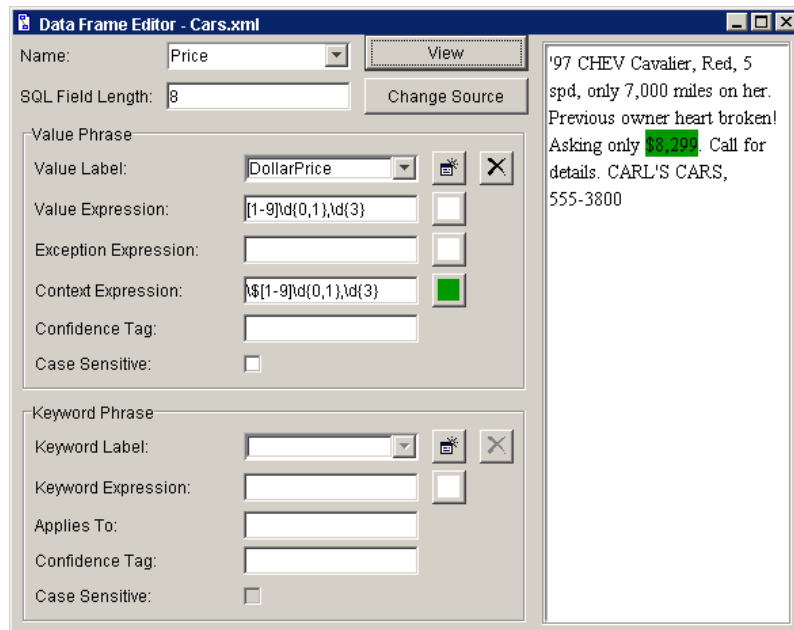 Data Frame Editor - Cars.xml
Name: Price View
SQL Field Length: 8 Change Source
Value Phrase
Value Label: DollarPrice
Value Expression: [1-9]\d{0,1},\d{3}
Exception Expression:
Context Expression: \$[1-9]\d{0,1},\d{3}
Confidence Tag:
Case Sensitive:
Keyword Phrase
Keyword Label:
Keyword Expression:
Applies To:
Confidence Tag:
Case Sensitive:
'97 CHEV Cavalier, Red, 5
spd, only 7,000 miles on her.
Previous owner heart broken!
Asking only $8,299. Call for
details. CARL'S CARS,
555-3800